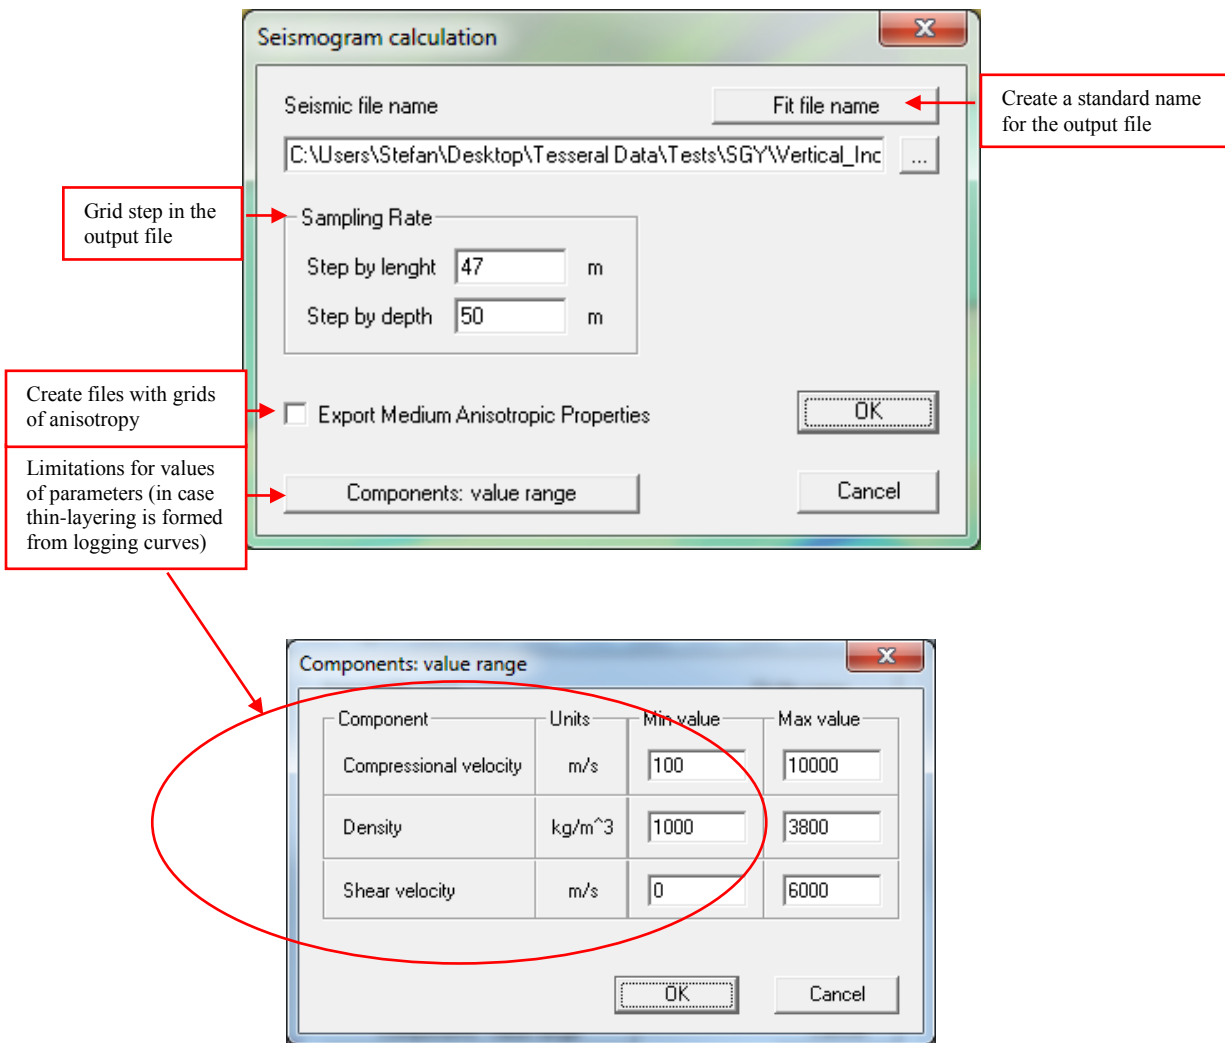 Seismogram calculation
Seismic file name
Fit file name
Create a standard name
for the output file
C:\Users\Stefan\Desktop\Tesseral Data\Tests\SGY\Vertical_Inc
...
Grid step in the
output file
Sampling Rate
Step by lenght 47 m
Step by depth 50 m
Create files with grids
of anisotropy
Export Medium Anisotropic Properties
OK
Limitations for values
of parameters (in case
thin-layering is formed
from logging curves)
Components: value range
Cancel
Components: value range
Component Units Min value Max value
Compressional velocity m/s 100 10000
Density kg/m^3 1000 3800
Shear velocity m/s 0 6000
OK Cancel